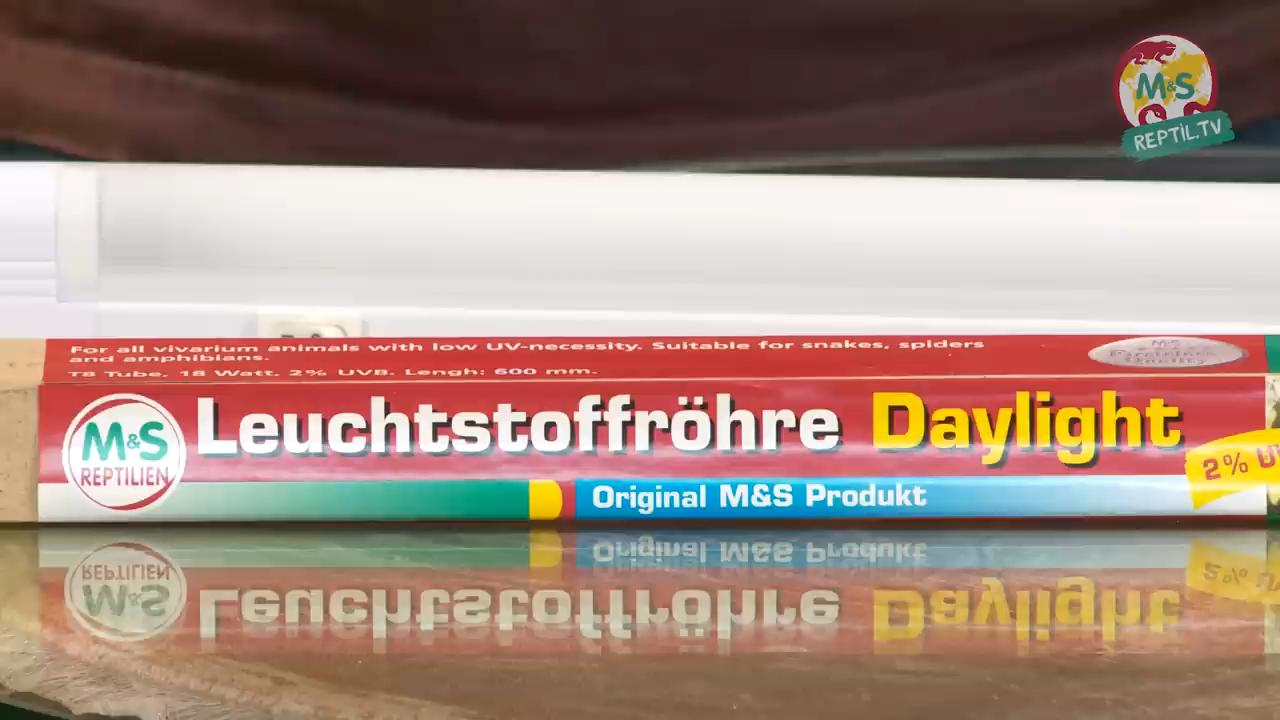 M&S
REPTIL.TV
For all vivarium animals with low UV-necessity. Suitable for snakes, spiders
and amphibians.
T8 Tube, 18 Watt, 2% UVB. Lengh: 600 mm.
M&S
REPTILIEN
Leuchtstoffröhre Daylight
2% U
Original M&S Produkt